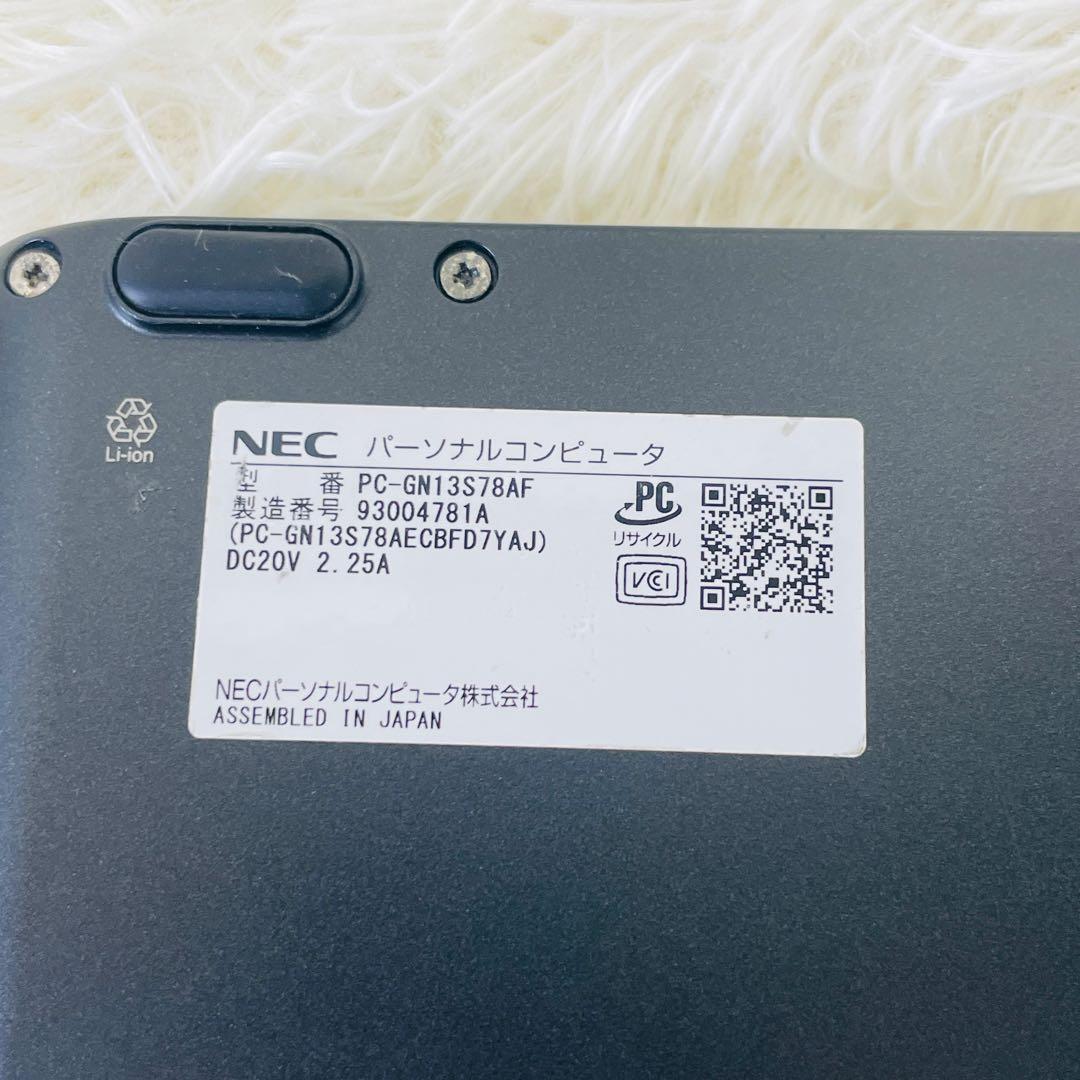 Li-ion
NEC パーソナルコンピュータ
型 番 PC-GN13S78AF
製造番号 93004781A
(PC-GN13S78AECBFD7YAJ)
DC20V 2.25A
PC
リサイクル
VCI
NECパーソナルコンピュータ株式会社
ASSEMBLED IN JAPAN